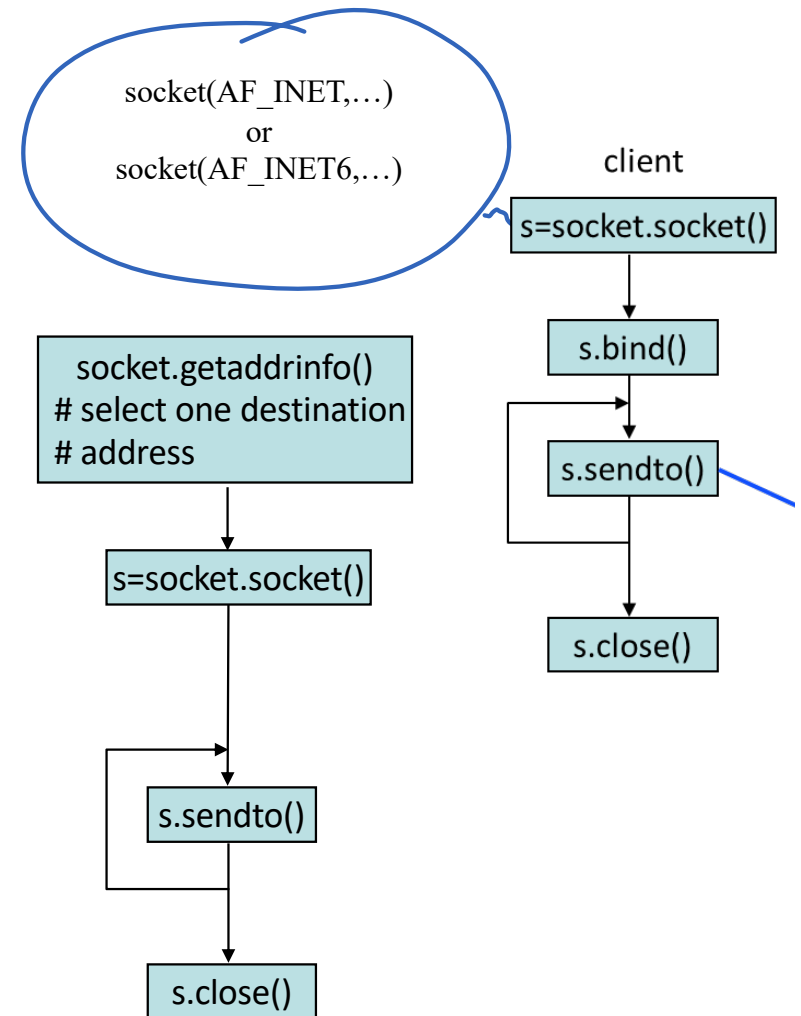 socket(AF_INET,…)
or
socket(AF_INET6,…)
client
s=socket.socket()
s.bind()
s.sendto()
s.close()
socket.getaddrinfo()
# select one destination
# address
s=socket.socket()
s.sendto()
s.close()